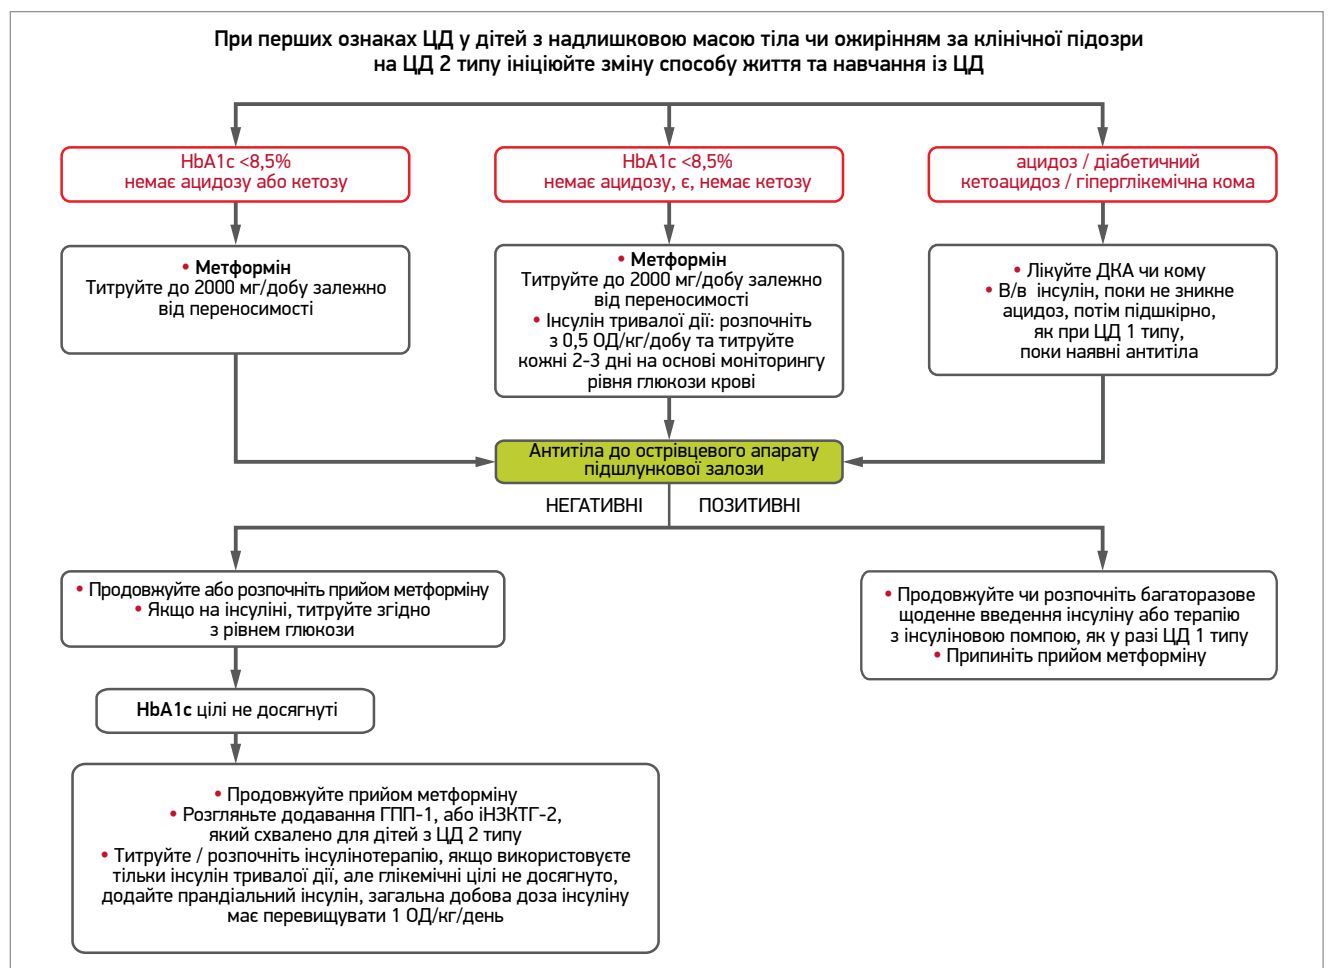 При перших ознаках ЦД у дітей з надлишковою масою тіла чи ожирінням за клінічної підозри
на ЦД 2 типу ініціюйте зміну способу життя та навчання із ЦД
HbA1c <8,5%
немає ацидозу або кетозу
HbA1c <8,5%
немає ацидозу, є, немає кетозу
ацидоз / діабетичний
кетоацидоз / гіперглікемічна кома
• Метформін
Титруйте до 2000 мг/добу залежно
від переносимості
• Метформін
Титруйте до 2000 мг/добу залежно
від переносимості
• Інсулін тривалої дії: розпочніть
з 0,5 ОД/кг/добу та титруйте
кожні 2-3 дні на основі моніторингу
рівня глюкози крові
• Лікуйте ДКА чи кому
• В/в інсулін, поки не зникне
ацидоз, потім підшкірно,
як при ЦД 1 типу,
поки наявні антитіла
Антитіла до острівцевого апарату
підшлункової залози
НЕГАТИВНІ
ПОЗИТИВНІ
• Продовжуйте або розпочніть прийом метформіну
• Якщо на інсуліні, титруйте згідно
з рівнем глюкози
• Продовжуйте чи розпочніть багаторазове
щоденне введення інсуліну або терапію
з інсуліновою помпою, як у разі ЦД 1 типу
• Припиніть прийом метформіну
HbA1c цілі не досягнуті
• Продовжуйте прийом метформіну
• Розгляньте додавання ГПП-1, або іНЗКТГ-2,
який схвалено для дітей з ЦД 2 типу
• Титруйте / розпочніть інсулінотерапію, якщо використовуєте
тільки інсулін тривалої дії, але глікемічні цілі не досягнуто,
додайте прандіальний інсулін, загальна добова доза інсуліну
має перевищувати 1 ОД/кг/день